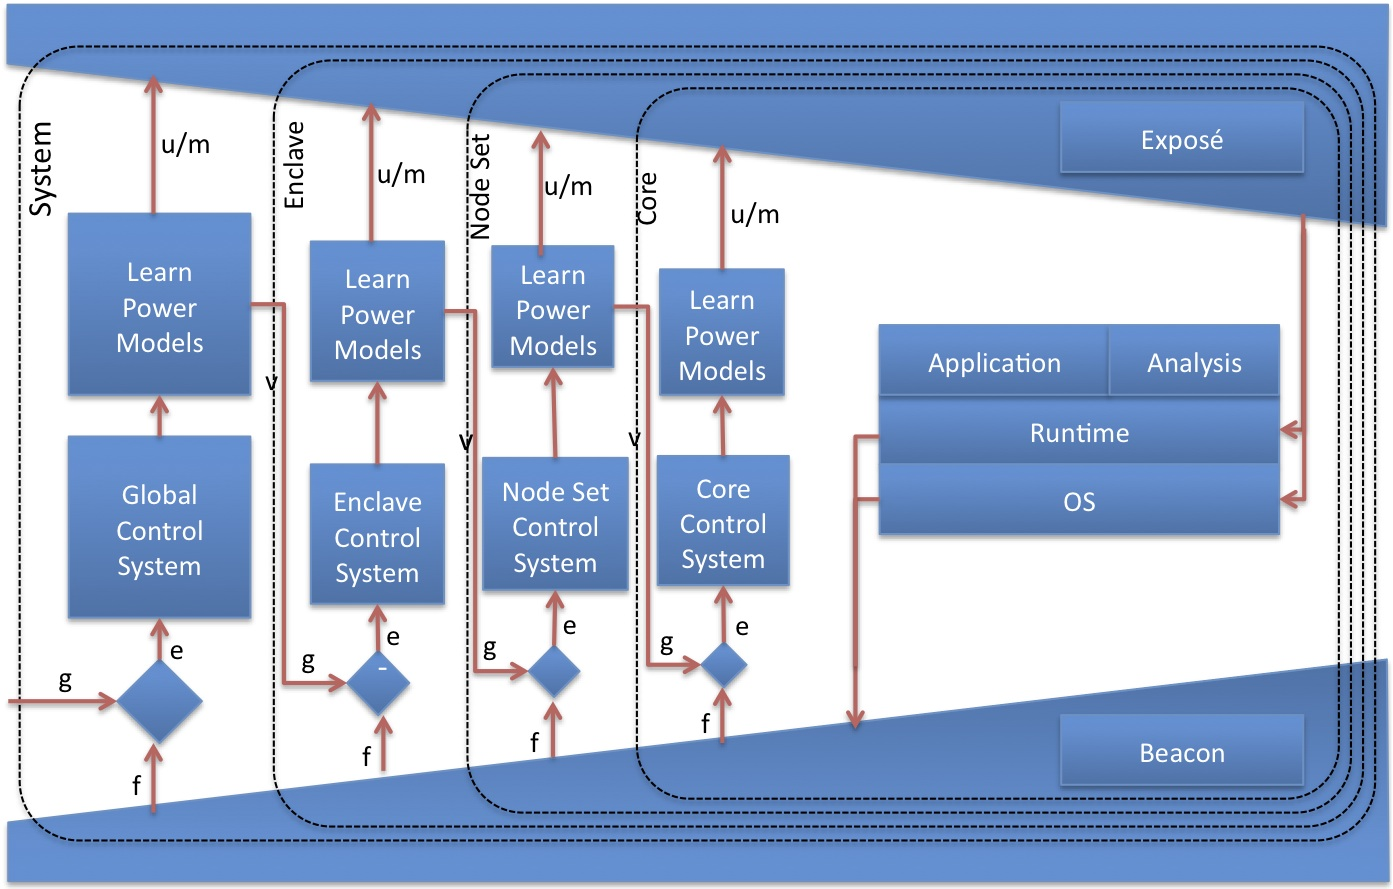 System
u/m
Learn
Power
Models
v
Global
Control
System
e
g
f
Enclave
u/m
Learn
Power
Models
v
Enclave
Control
System
e
-
g
f
Node Set
u/m
Learn
Power
Models
v
Node Set
Control
System
e
g
f
Core
u/m
Learn
Power
Models
Core
Control
System
e
g
f
Exposé
Application
Analysis
Runtime
OS
Beacon